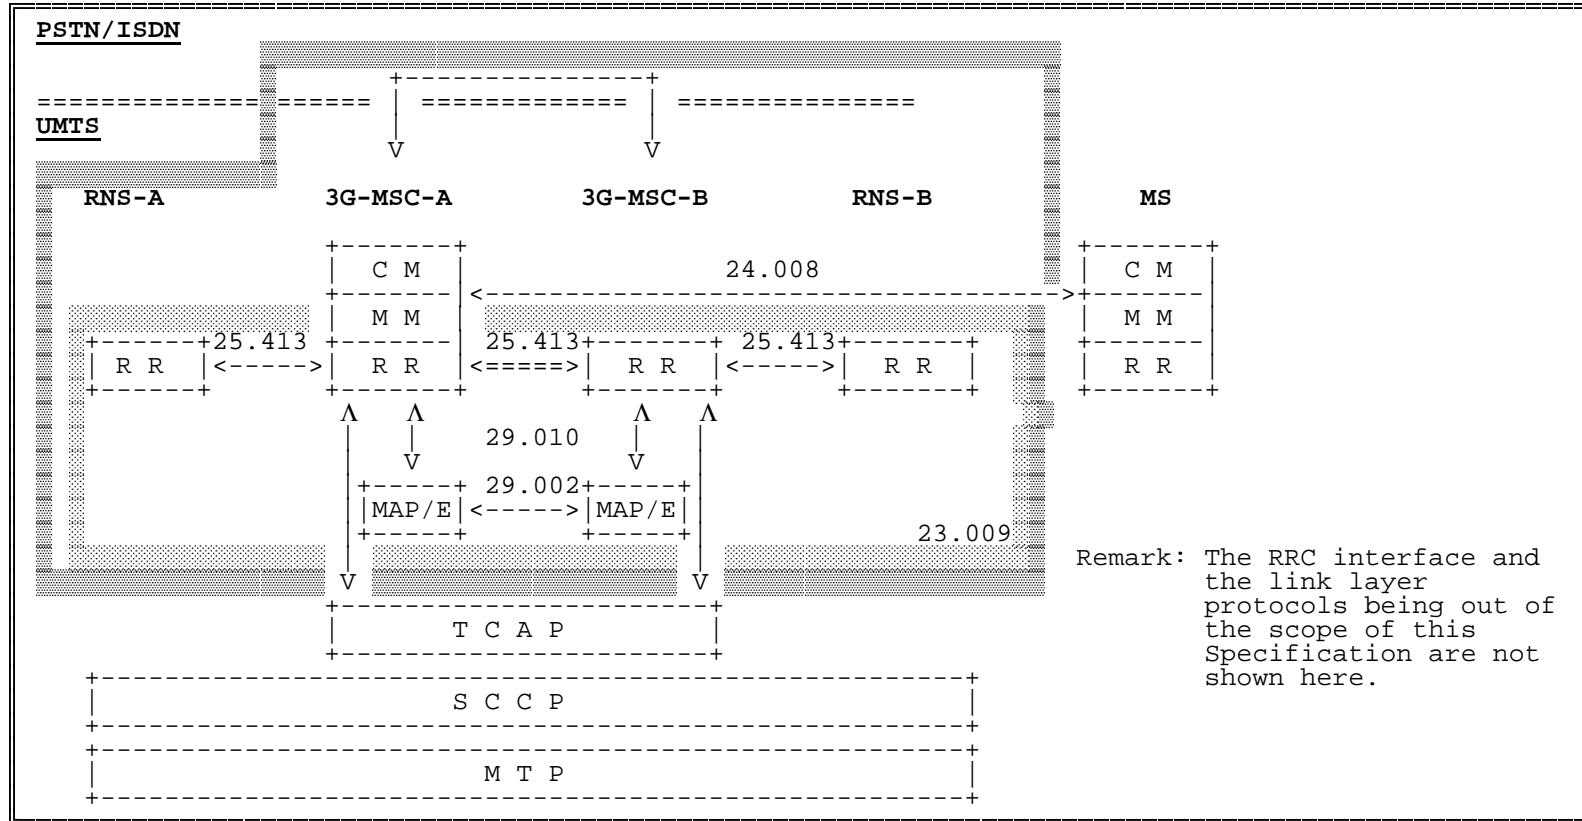 PSTN/ISDN
UMTS
V V
RNS-A 3G-MSC-A 3G-MSC-B RNS-B MS
C M 24.008 C M
M M M M
25.413 25.413 25.413
R R R R R R R R R R
Λ Λ Λ Λ
29.010
V V
29.002
MAP/E MAP/E
23.009
V V
T C A P
S C C P
M T P
Remark: The RRC interface and
the link layer
protocols being out of
the scope of this
Specification are not
shown here.